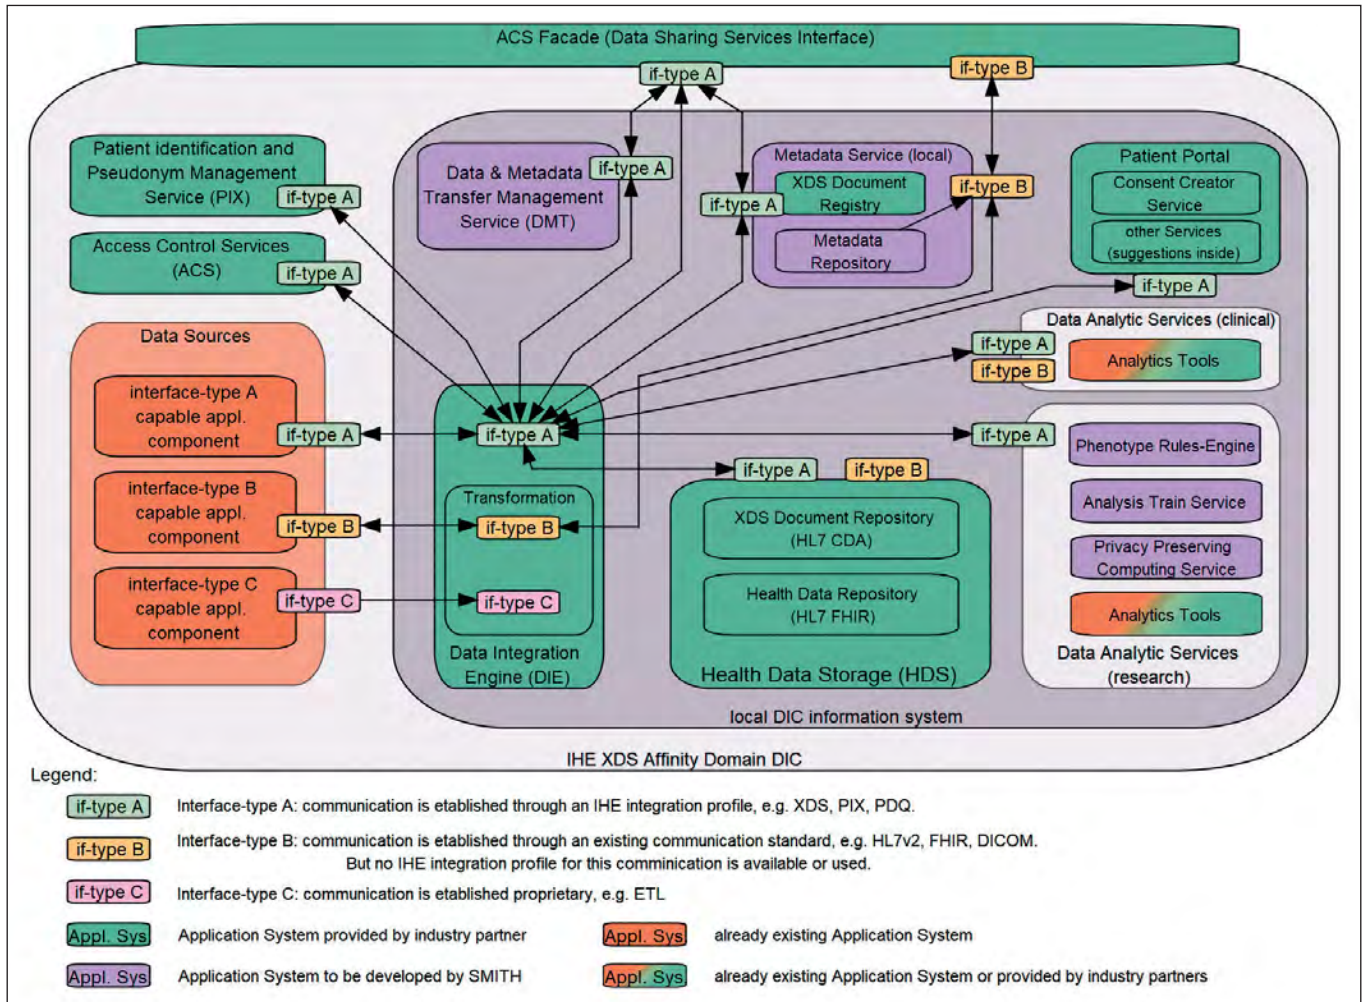 ACS Facade (Data Sharing Services Interface)
if-type A
if-type B
Patient identification and
Pseudonym Management
Service (PIX)
if-type A
Access Control Services
(ACS)
if-type A
Data & Metadata
Transfer Management
Service (DMT)
if-type A
Metadata Service (local)
XDS Document
Registry
if-type A
Metadata
Repository
if-type B
Patient Portal
Consent Creator
Service
other Services
(suggestions inside)
if-type A
Data Sources
interface-type A
capable appl.
component
if-type A
interface-type B
capable appl.
component
if-type B
interface-type C
capable appl.
component
if-type C
if-type A
Transformation
if-type B
if-type C
Data Integration
Engine (DIE)
if-type A
if-type B
XDS Document Repository
(HL7 CDA)
Health Data Repository
(HL7 FHIR)
Health Data Storage (HDS)
Data Analytic Services (clinical)
if-type A
if-type B
Analytics Tools
if-type A
Phenotype Rules-Engine
Analysis Train Service
Privacy Preserving
Computing Service
Analytics Tools
Data Analytic Services
(research)
local DIC information system
IHE XDS Affinity Domain DIC
Legend:
if-type A Interface-type A: communication is etablished through an IHE integration profile, e.g. XDS, PIX, PDQ.
if-type B Interface-type B: communication is etablished through an existing communication standard, e.g. HL7v2, FHIR, DICOM.
But no IHE integration profile for this comminication is available or used.
if-type C Interface-type C: communication is etablished proprietary, e.g. ETL
Appl. Sys Application System provided by industry partner
Appl. Sys already existing Application System
Appl. Sys Application System to be developed by SMITH
Appl. Sys already existing Application System or provided by industry partners